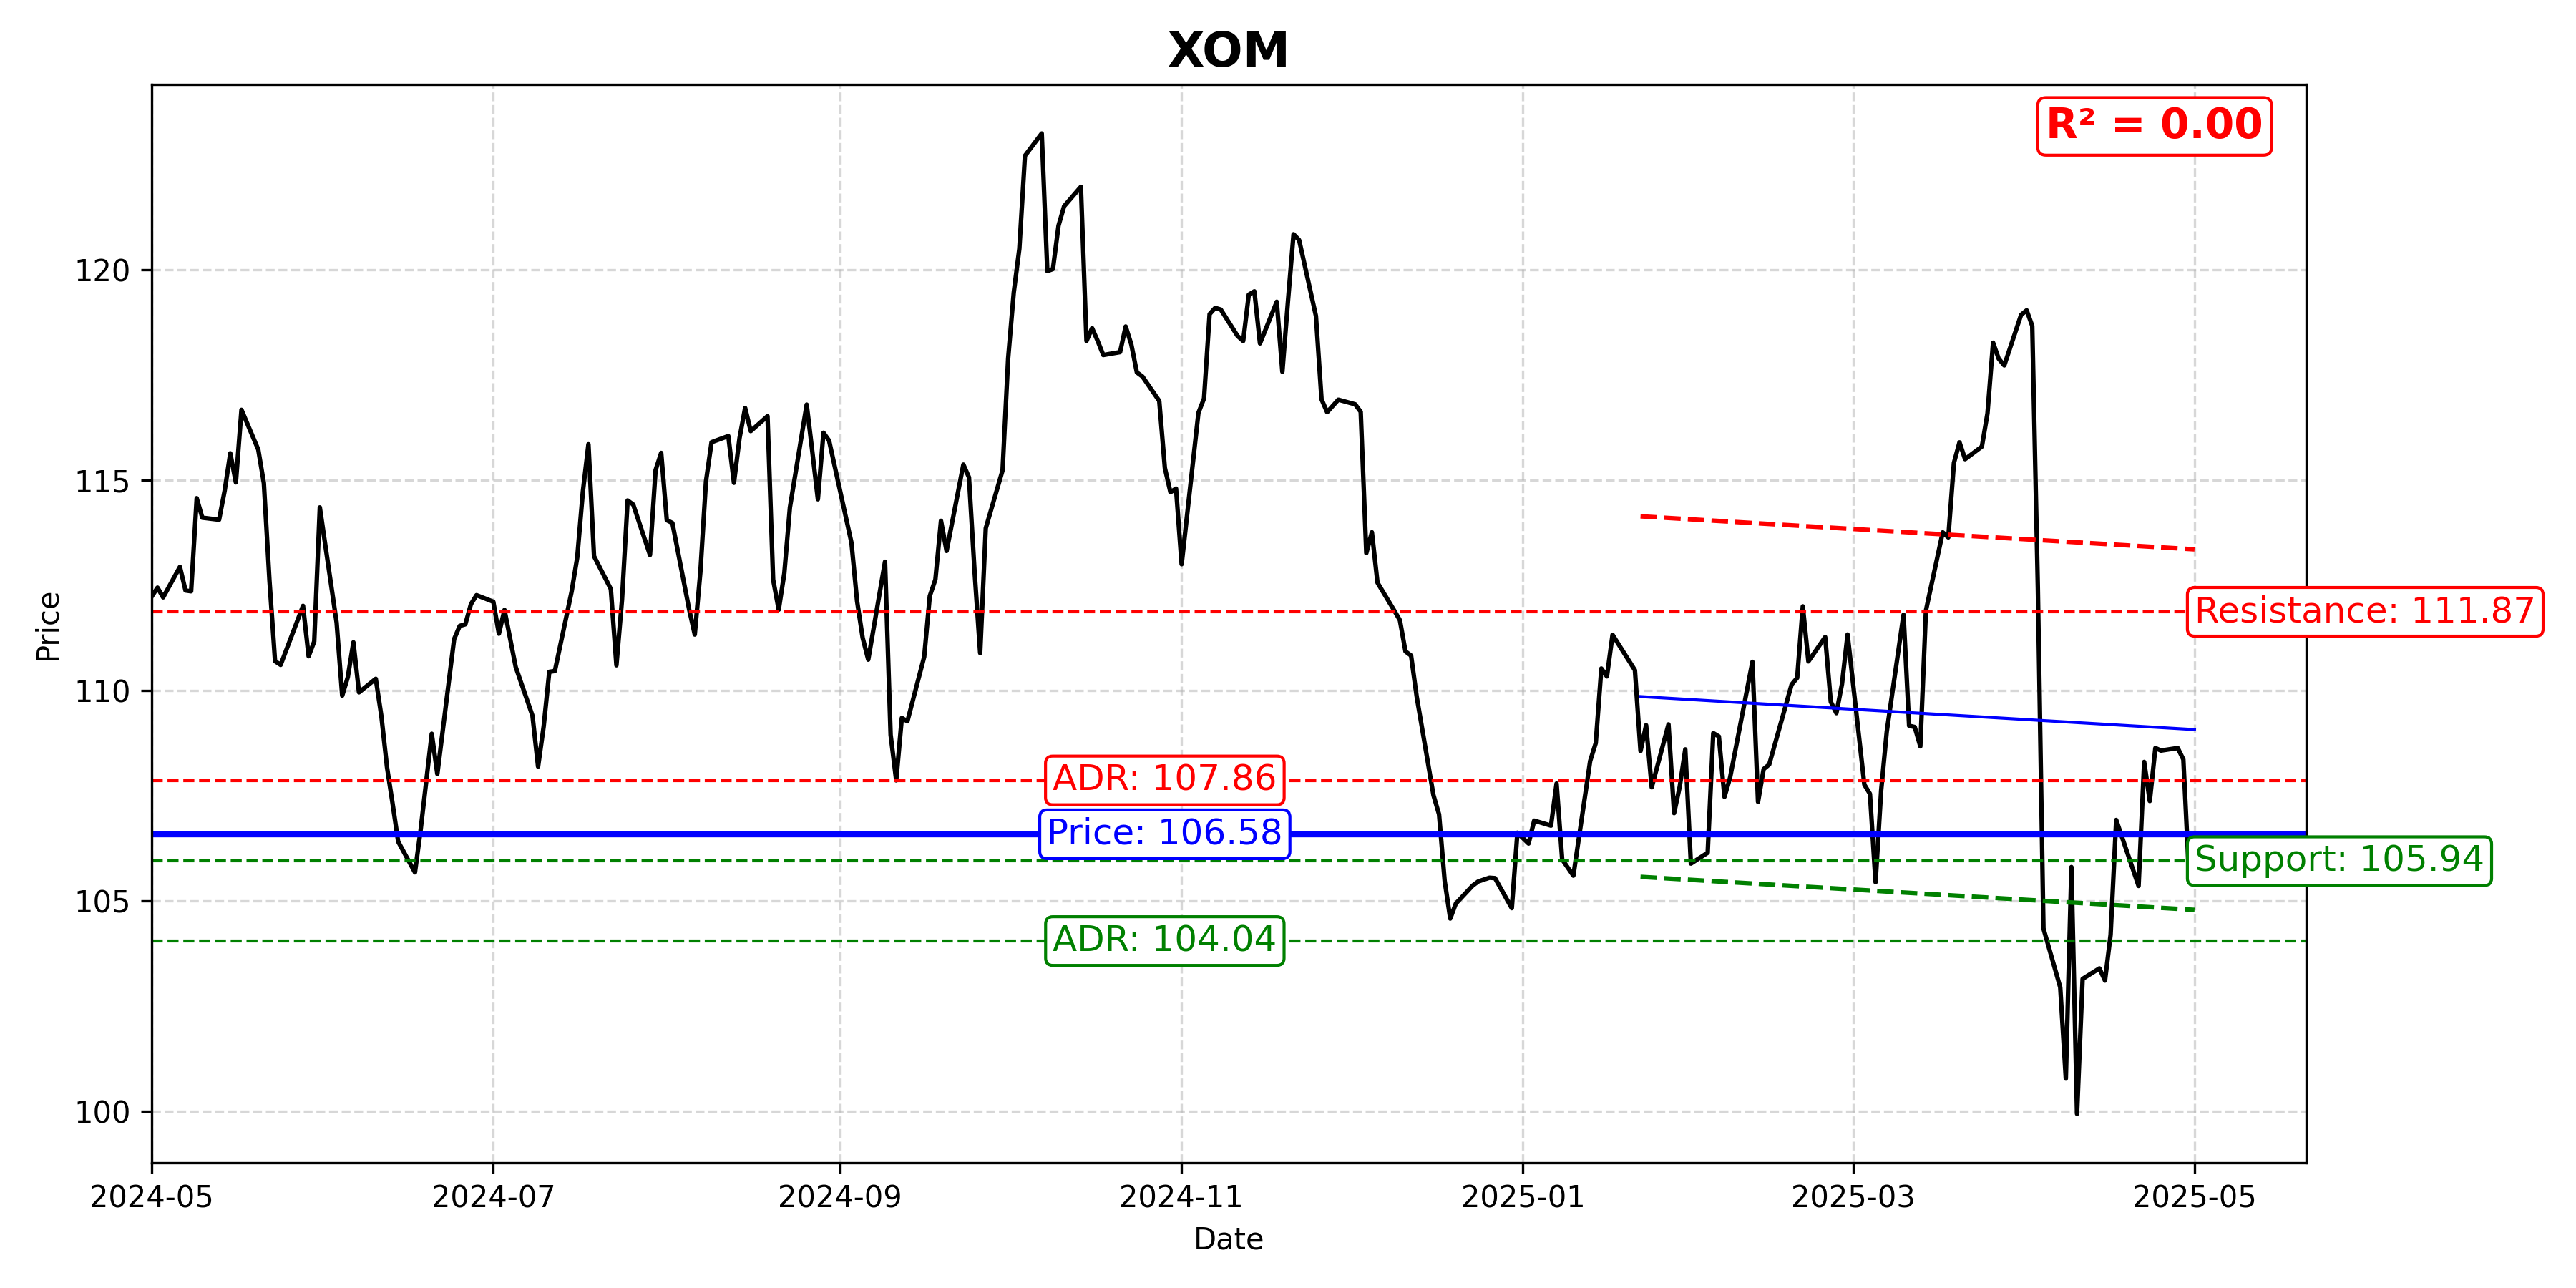 XOM
R² = 0.00
120
115
110
105
100
Price
Resistance: 111.87
ADR: 107.86
Price: 106.58
Support: 105.94
ADR: 104.04
2024-05
2024-07
2024-09
2024-11
2025-01
2025-03
2025-05
Date